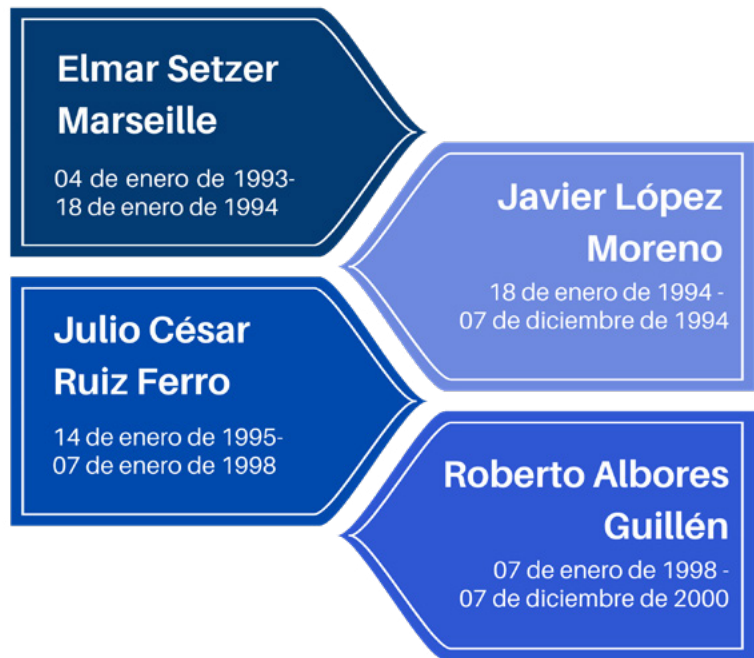 Elmar Setzer
Marseille
04 de enero de 1993-
18 de enero de 1994
Javier López
Moreno
18 de enero de 1994 -
07 de diciembre de 1994
Julio César
Ruiz Ferro
14 de enero de 1995-
07 de enero de 1998
Roberto Albores
Guillén
07 de enero de 1998 -
07 de diciembre de 2000